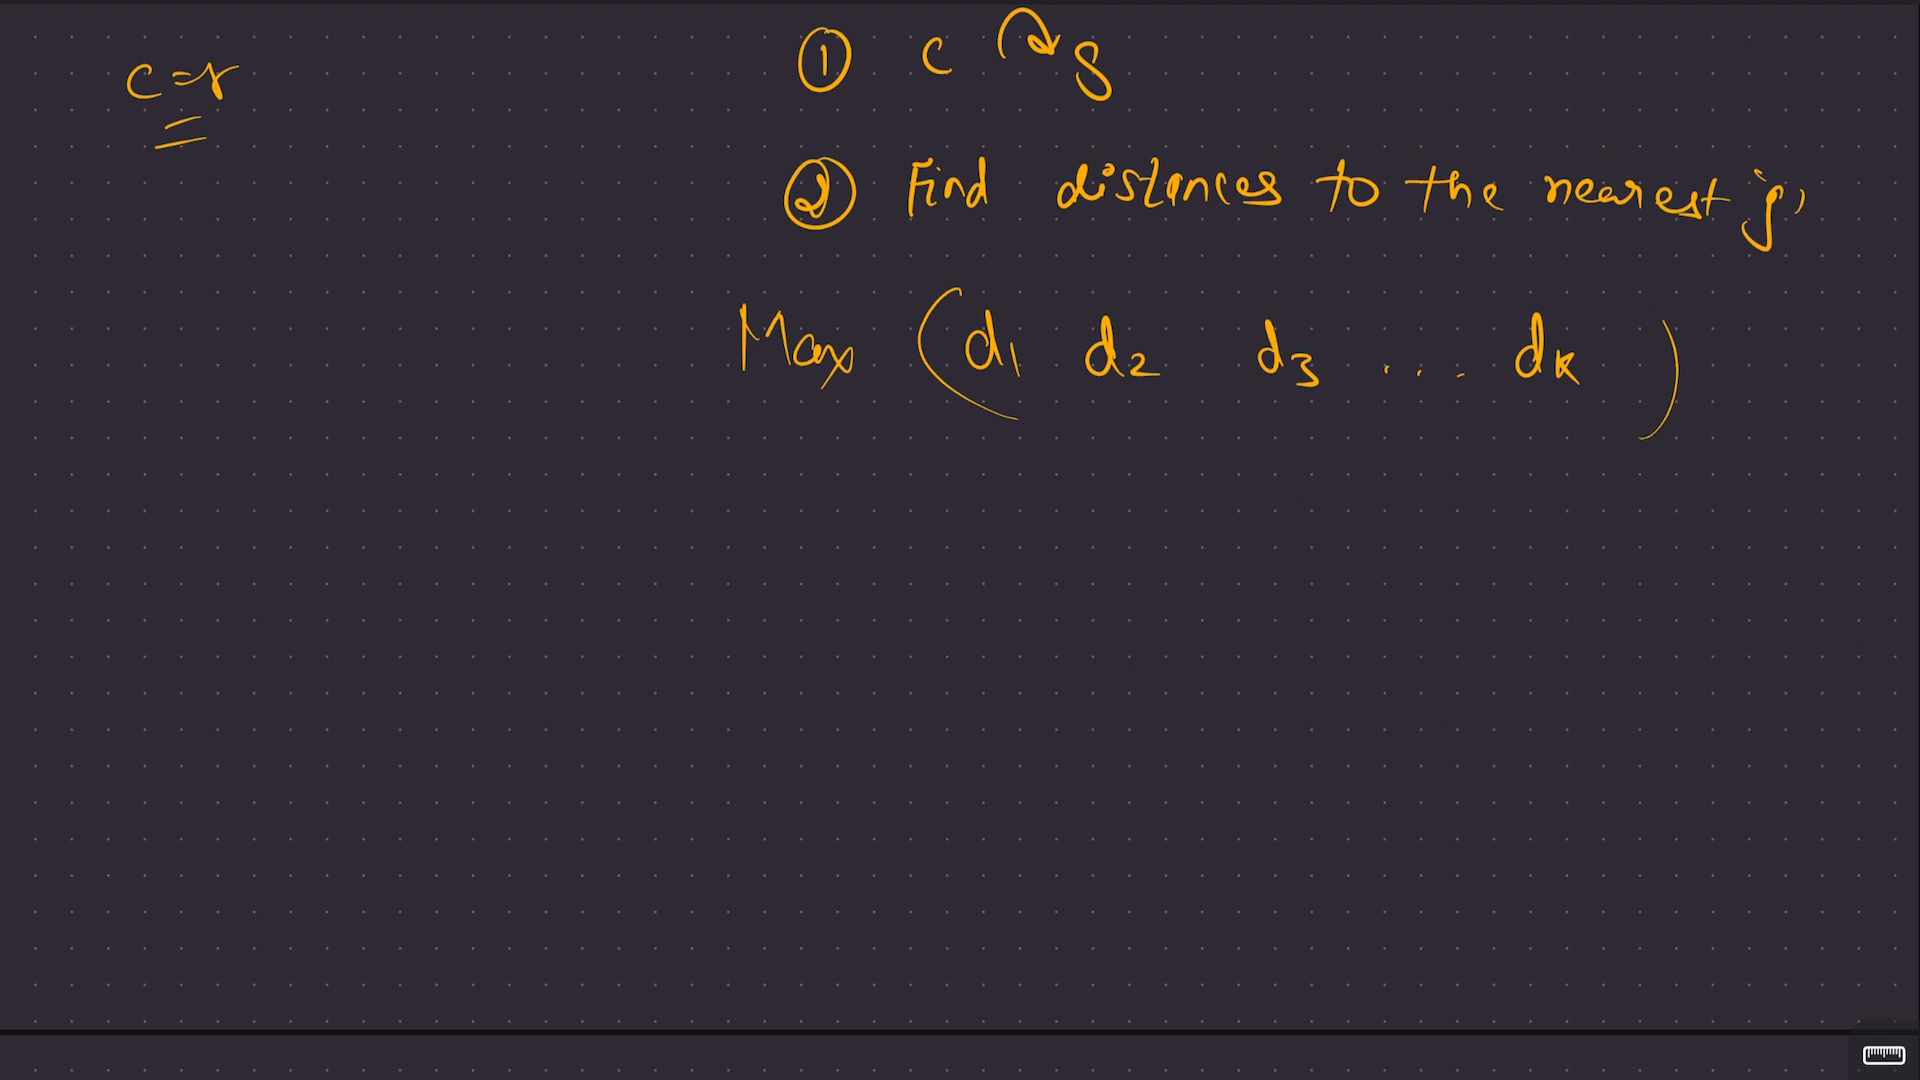 c = r
① c g
② Find distances to the nearest g,
Max ( d1 d2 d3 ... dk )